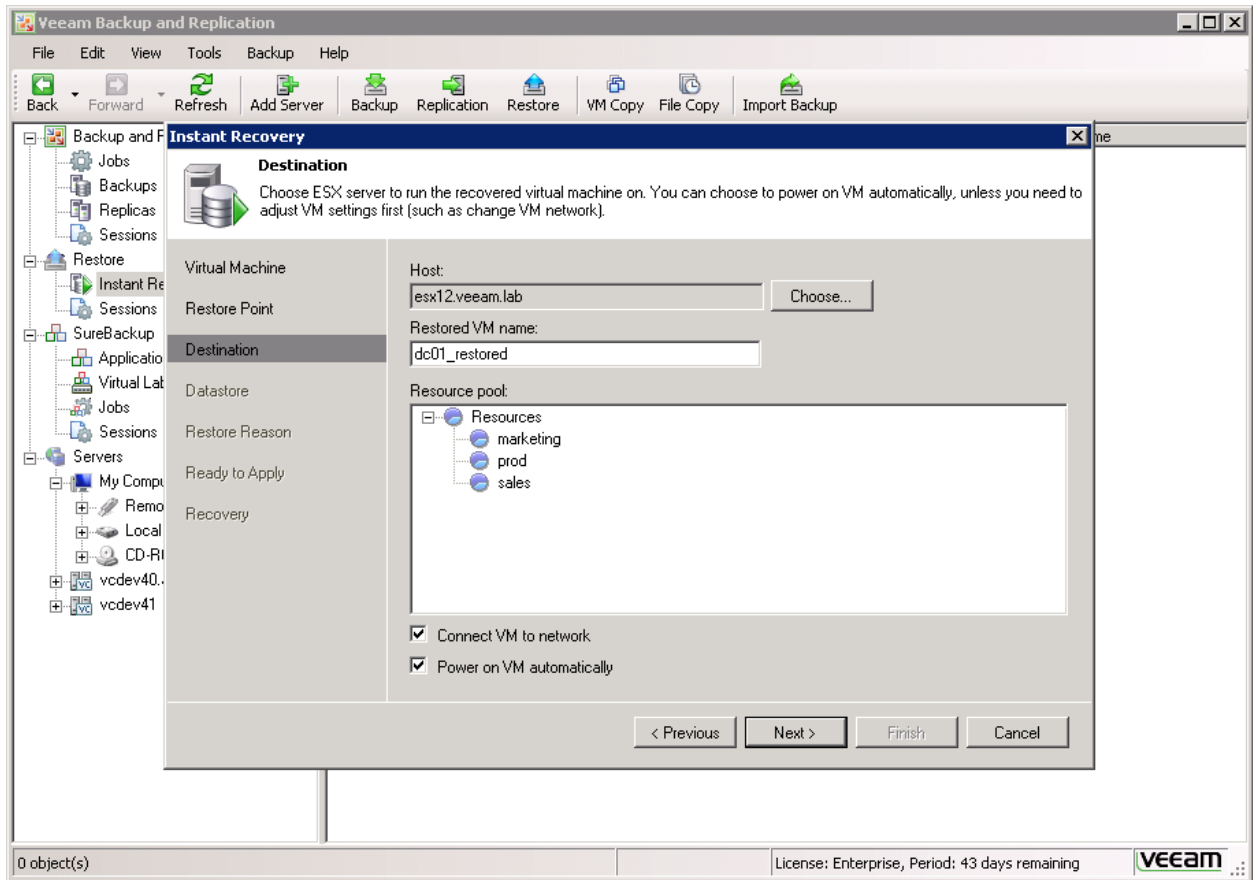 Veeam Backup and Replication
File Edit View Tools Backup Help
Back Forward Refresh Add Server Backup Replication Restore VM Copy File Copy Import Backup
Backup and
Jobs
Backups
Replicas
Sessions
Restore
Instant Re
Sessions
SureBackup
Applicatio
Virtual Lab
Jobs
Sessions
Servers
My Compu
Remo
Local
CD-R
vcdev40.
vcdev41
me
Instant Recovery
Destination
Choose ESX server to run the recovered virtual machine on. You can choose to power on VM automatically, unless you need to
adjust VM settings first (such as change VM network).
Virtual Machine
Restore Point
Destination
Datastore
Restore Reason
Ready to Apply
Recovery
Host:
esx12.veeam.lab Choose...
Restored VM name:
dc01_restored
Resource pool:
Resources
marketing
prod
sales
Connect VM to network
Power on VM automatically
< Previous Next > Finish Cancel
0 object(s) License: Enterprise, Period: 43 days remaining veeam